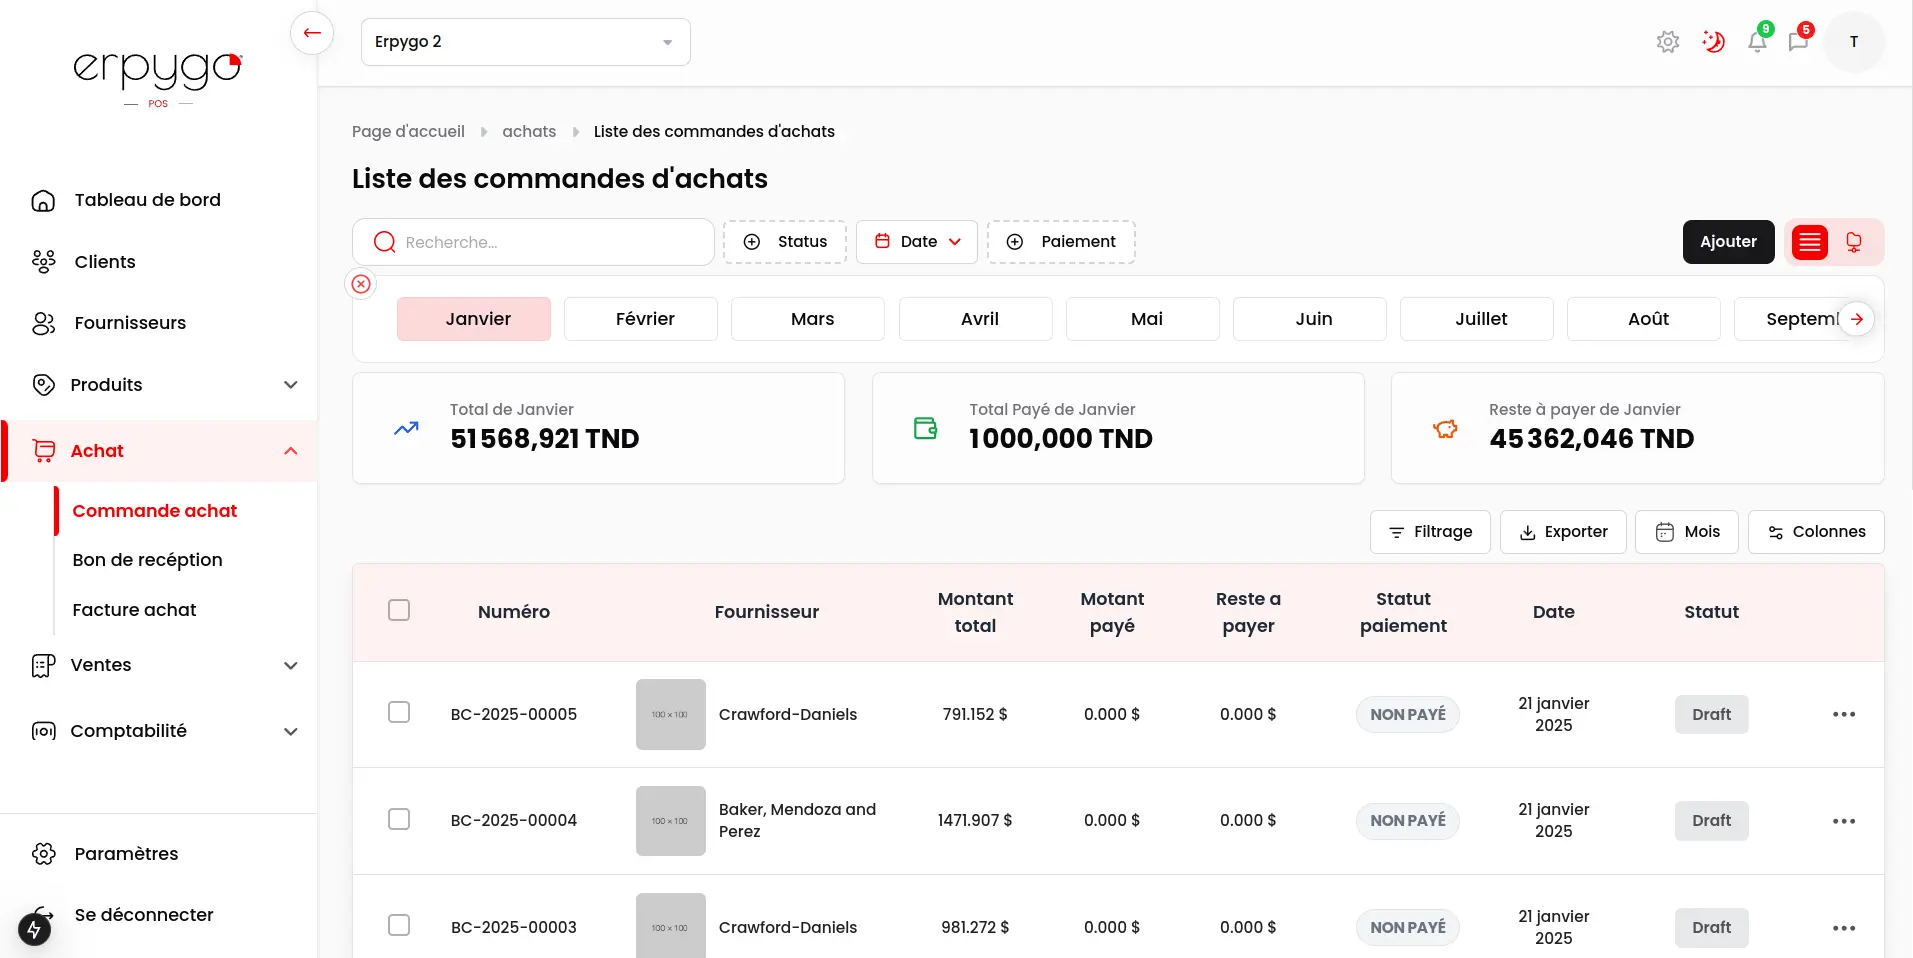 erpygo
POS
Erpygo 2
9
5
T
Page d'accueil
achats
Liste des commandes d'achats
Liste des commandes d'achats
Tableau de bord
Clients
Fournisseurs
Produits
Achat
Commande achat
Bon de recéption
Facture achat
Ventes
Comptabilité
Paramètres
Se déconnecter
Recherche...
Status
Date
Paiement
Ajouter
Janvier
Février
Mars
Avril
Mai
Juin
Juillet
Août
Septem
Total de Janvier
51 568,921 TND
Total Payé de Janvier
1 000,000 TND
Reste à payer de Janvier
45 362,046 TND
Filtrage
Exporter
Mois
Colonnes
Numéro
Fournisseur
Montant total
Motant payé
Reste a payer
Statut paiement
Date
Statut
BC-2025-00005
100 × 100
Crawford-Daniels
791.152 $
0.000 $
0.000 $
NON PAYÉ
21 janvier 2025
Draft
BC-2025-00004
100 × 100
Baker, Mendoza and Perez
1471.907 $
0.000 $
0.000 $
NON PAYÉ
21 janvier 2025
Draft
BC-2025-00003
100 × 100
Crawford-Daniels
981.272 $
0.000 $
0.000 $
NON PAYÉ
21 janvier 2025
Draft